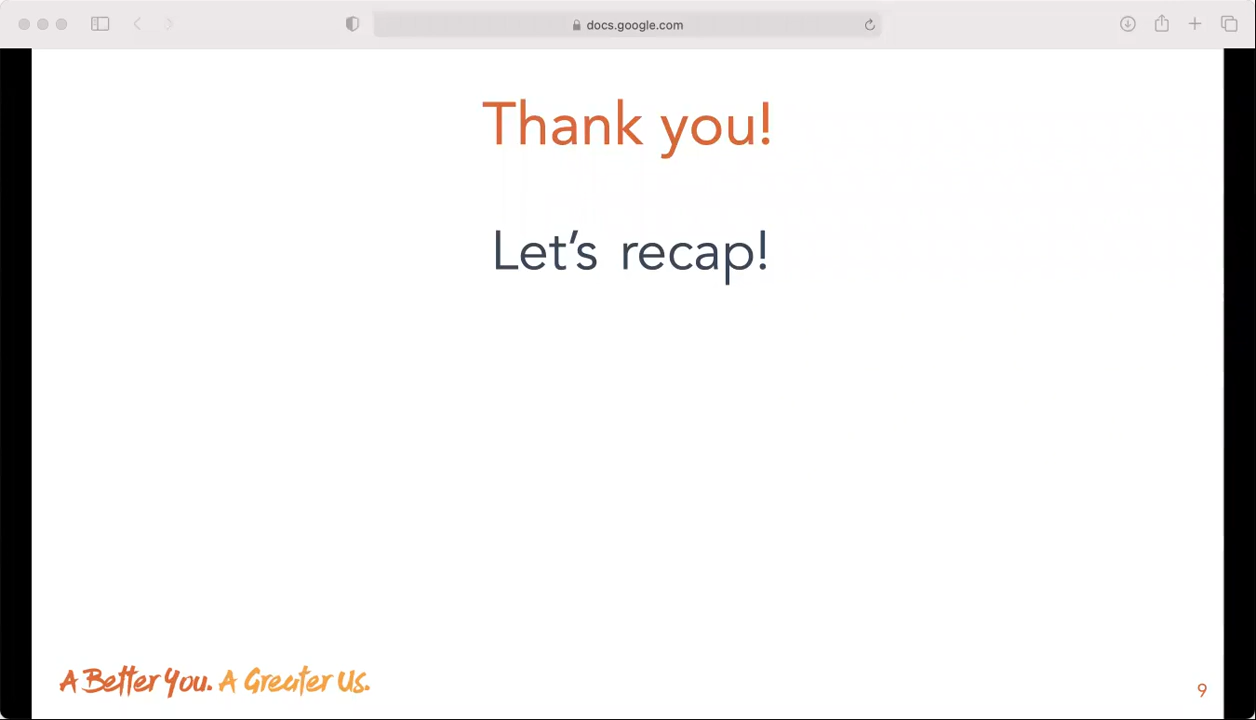 docs.google.com
Thank you!
Let's recap!
A Better You. A Greater Us.
9